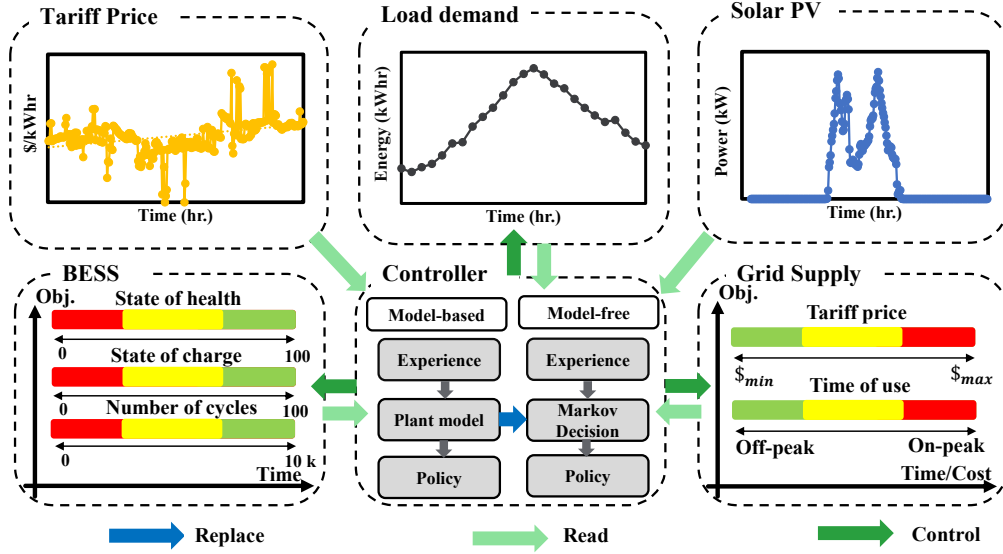 Tariff Price
$/kWhr
Time (hr.)
Load demand
Energy (kWhr)
Time (hr.)
Solar PV
Power (kW)
Time (hr.)
BESS
Obj.
State of health
0
100
State of charge
0
100
Number of cycles
0
10 k
Time
Controller
Model-based
Model-free
Experience
Experience
Plant model
Markov
Decision
Policy
Policy
Grid Supply
Obj.
Tariff price
$min
$max
Time of use
Off-peak
On-peak
Time/Cost
Replace
Read
Control